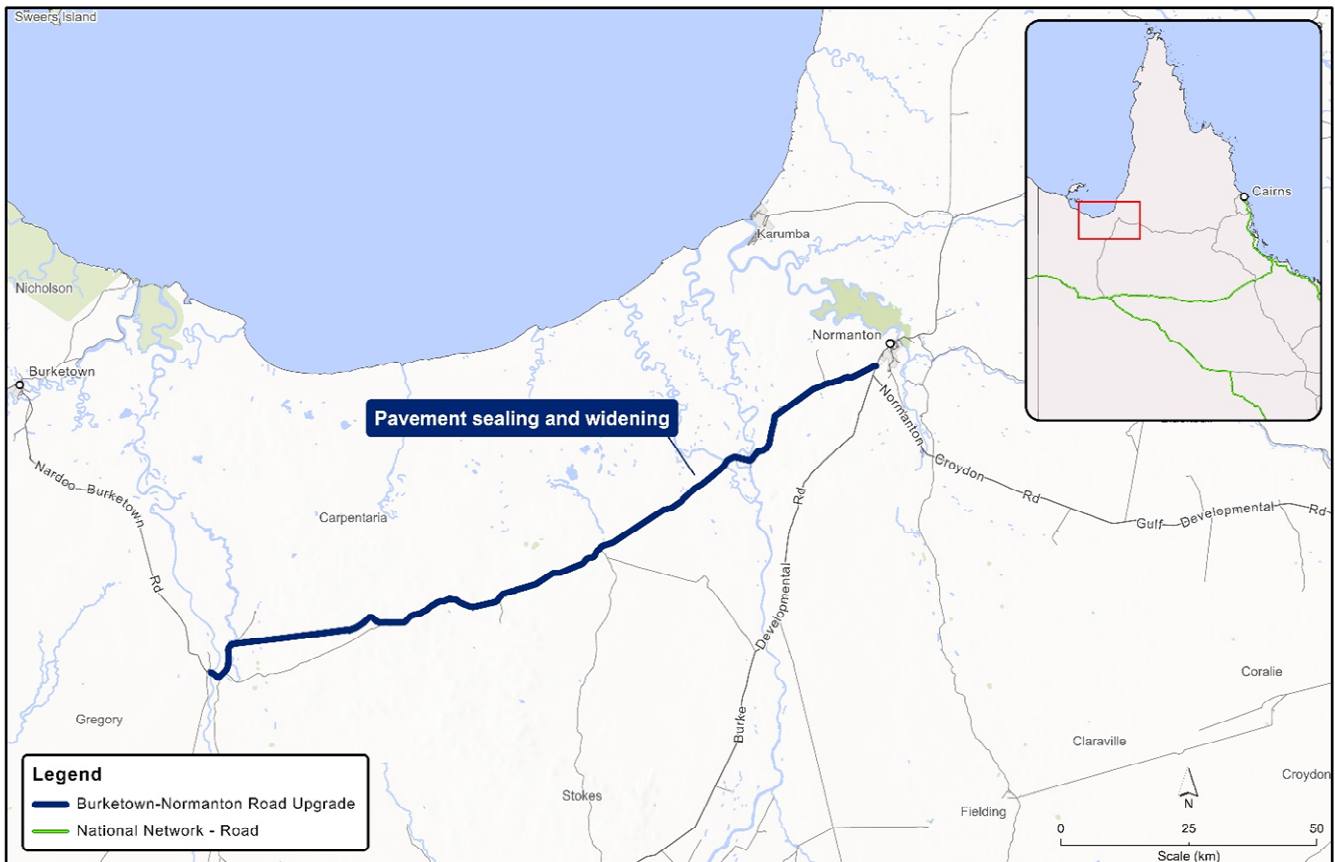 Sweers Island
Cairns
Karumba
Nicholson
Normanton
Burketown
Pavement sealing and widening
Normanton
Croydon
Rd
Gulf
Developmental
Rd
Nardoo
Burketown
Rd
Carpentaria
Rd
Developmental
Burke
Coralie
Gregory
Claraville
Croydon
Stokes
Fielding
Legend
Burketown-Normanton Road Upgrade
National Network - Road
N
0
25
50
Scale (km)